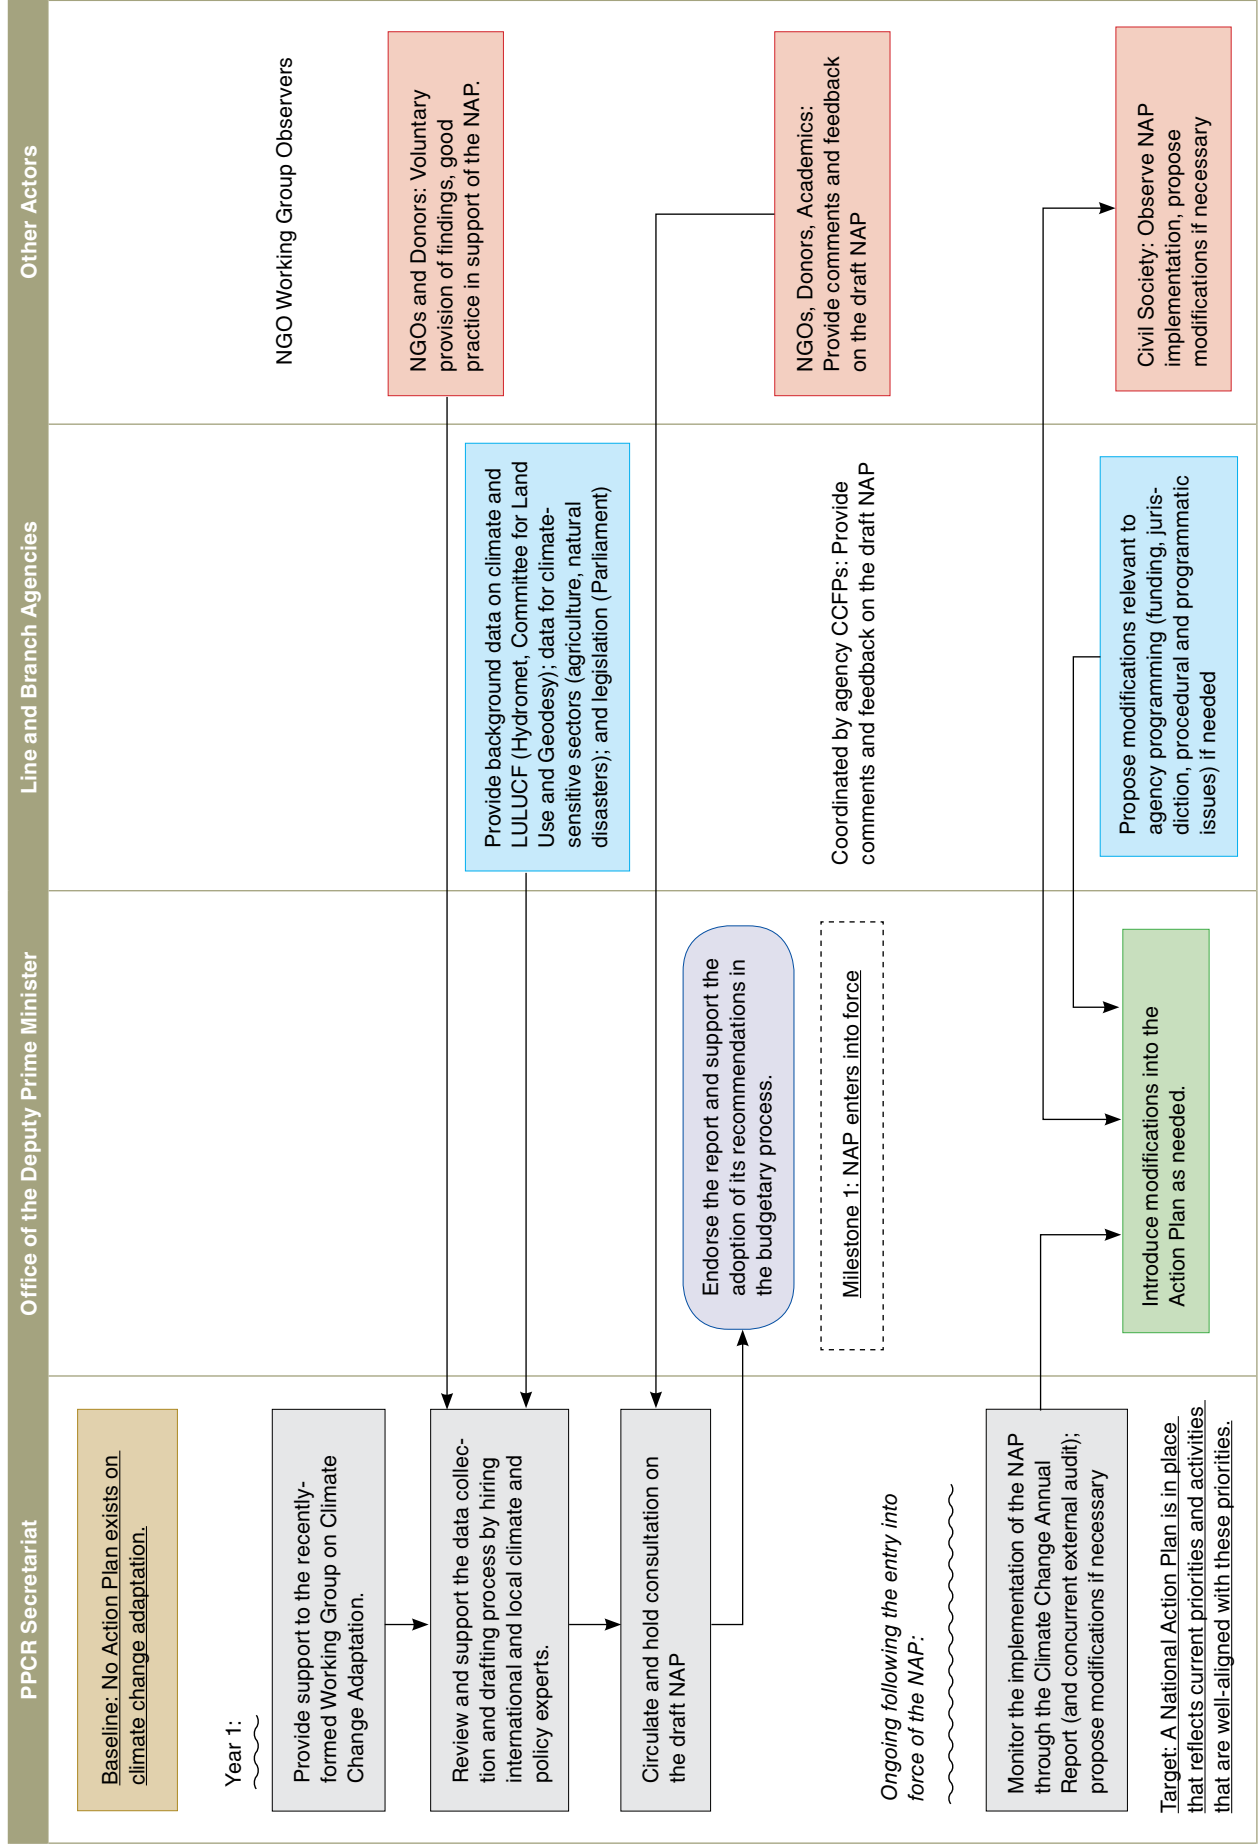 PPCR Secretariat
Office of the Deputy Prime Minister
Line and Branch Agencies
Other Actors
Baseline: No Action Plan exists on
climate change adaptation.
Year 1:
Provide support to the recently-
formed Working Group on Climate
Change Adaptation.
NGO Working Group Observers
Review and support the data collec-
tion and drafting process by hiring
international and local climate and
policy experts.
NGOs and Donors: Voluntary
provision of findings, good
practice in support of the NAP.
Provide background data on climate and
LULUCF (Hydromet, Committee for Land
Use and Geodesy); data for climate-
sensitive sectors (agriculture, natural
disasters); and legislation (Parliament)
Circulate and hold consultation on
the draft NAP
Endorse the report and support the
adoption of its recommendations in
the budgetary process.
NGOs, Donors, Academics:
Provide comments and feedback
on the draft NAP
Milestone 1: NAP enters into force
Coordinated by agency CCFPs: Provide
comments and feedback on the draft NAP
Ongoing following the entry into
force of the NAP:
Monitor the implementation of the NAP
through the Climate Change Annual
Report (and concurrent external audit);
propose modifications if necessary
Introduce modifications into the
Action Plan as needed.
Propose modifications relevant to
agency programming (funding, juris-
diction, procedural and programmatic
issues) if needed
Civil Society: Observe NAP
implementation, propose
modifications if necessary
Target: A National Action Plan is in place
that reflects current priorities and activities
that are well-aligned with these priorities.